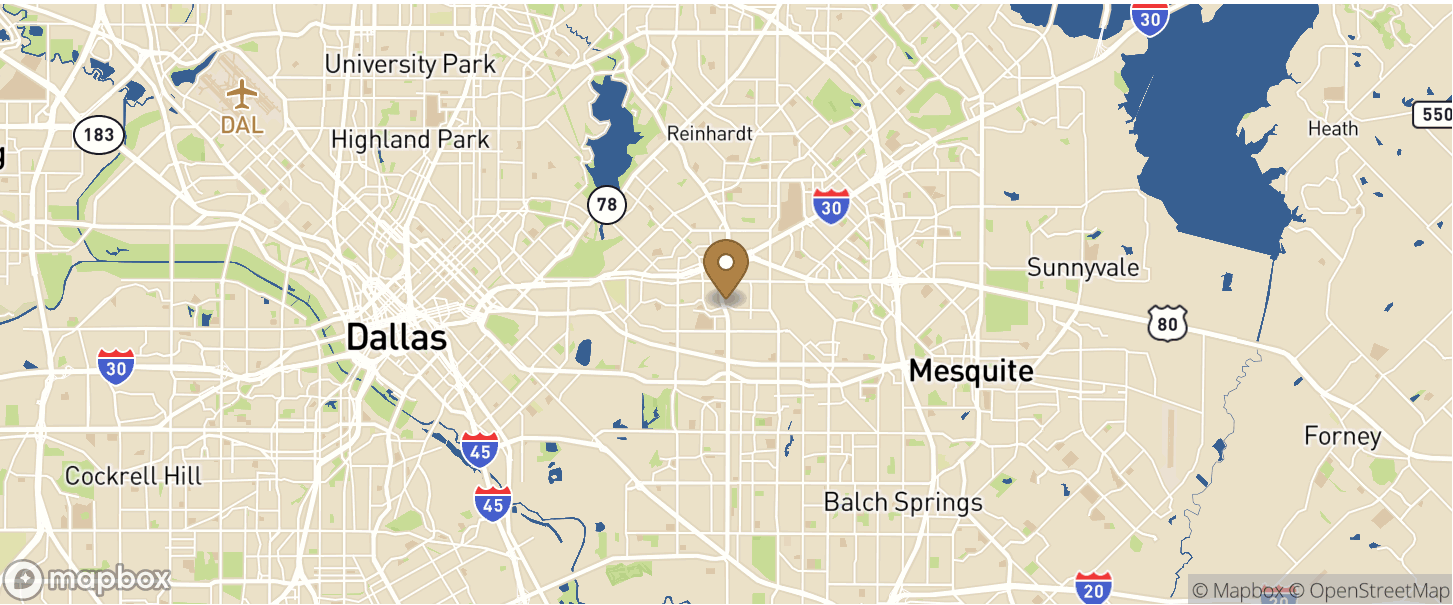 30
University Park
DAL
550
183
Highland Park
Reinhardt
Heath
78
30
Sunnyvale
80
Dallas
30
Mesquite
Forney
45
Cockrell Hill
45
Balch Springs
mapbox
20
© Mapbox © OpenStreetMap